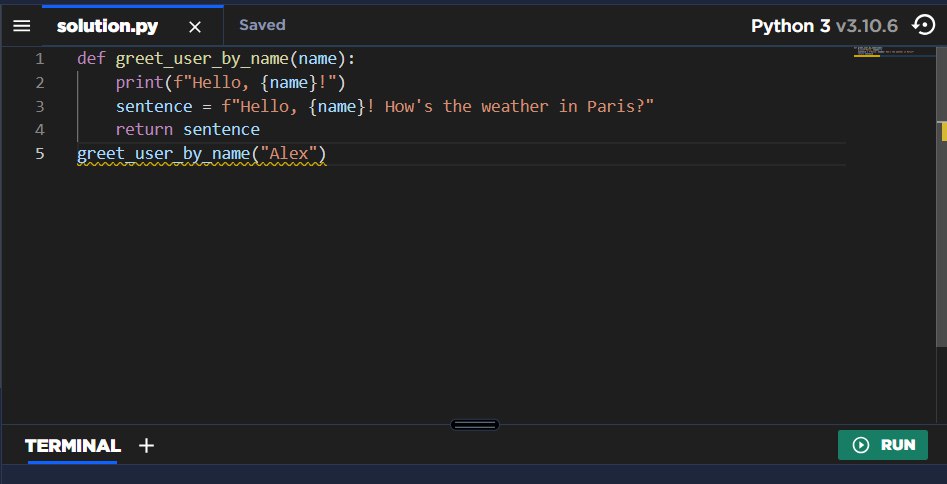 solution.py × Saved Python 3 v3.10.6
1 def greet_user_by_name(name):
2     print(f"Hello, {name}!")
3     sentence = f"Hello, {name}! How's the weather in Paris?"
4     return sentence
5 greet_user_by_name("Alex")
TERMINAL + RUN